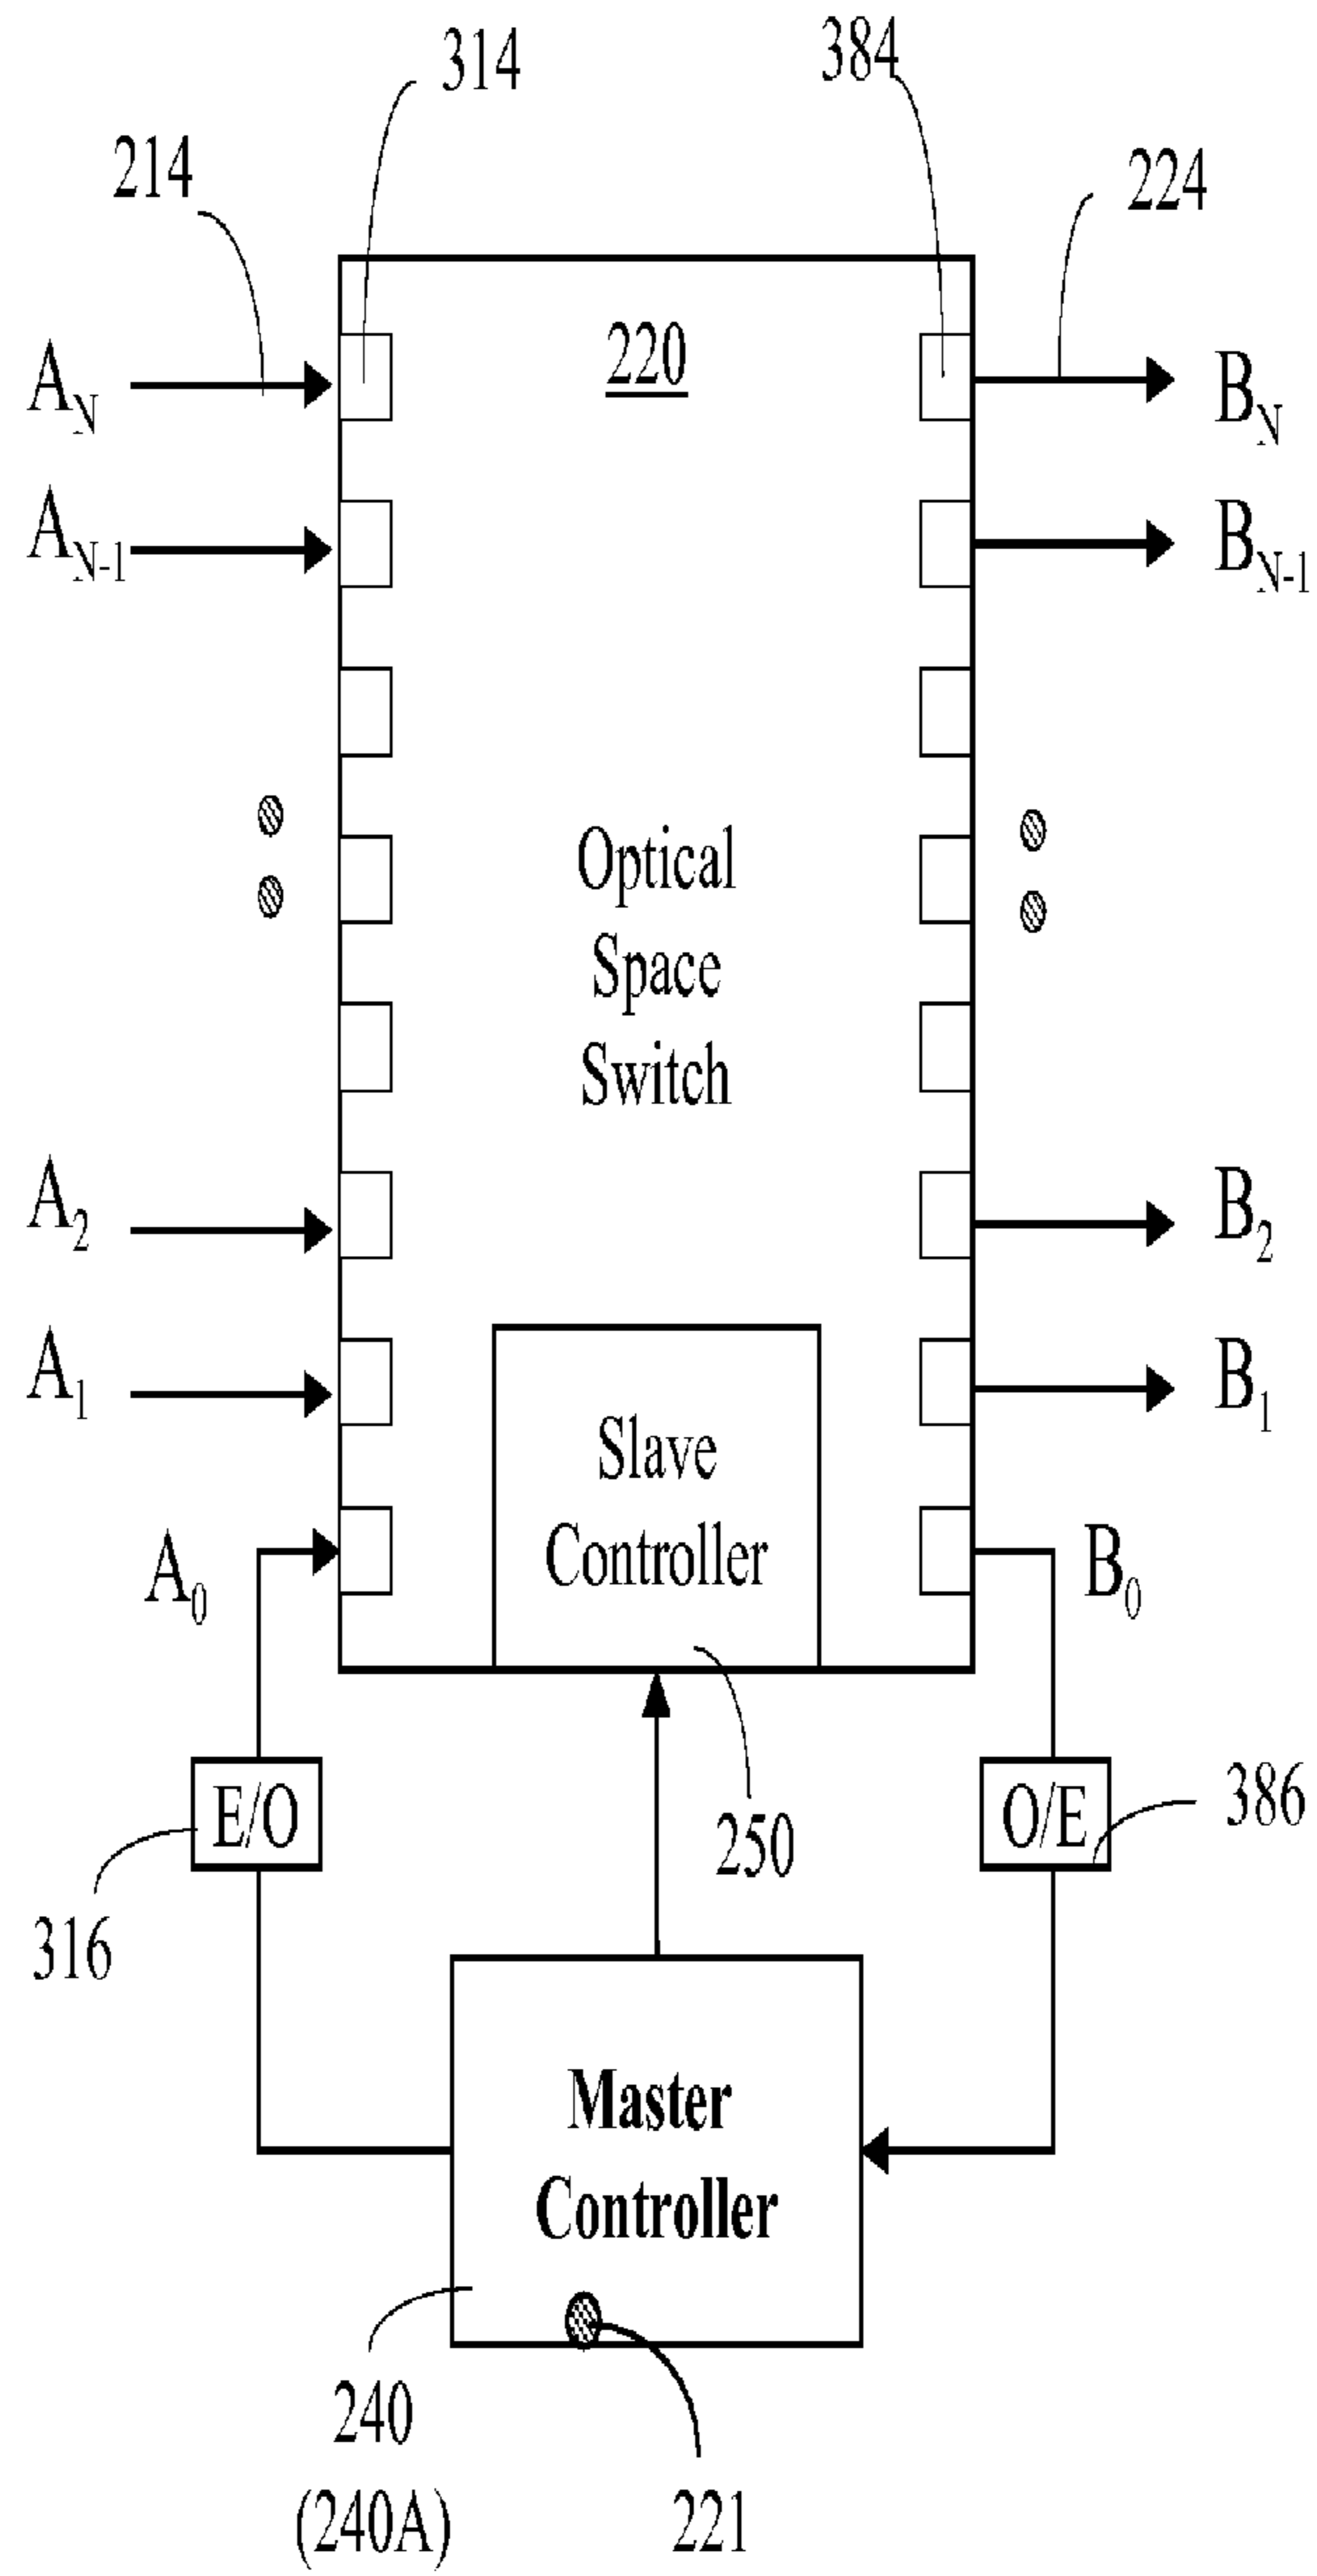 314
384
214
224
220
A_N
B_N
A_N-1
B_N-1
Optical
Space
Switch
A_2
B_2
A_1
B_1
Slave
Controller
A_0
B_0
E/O
O/E
386
250
316
Master
Controller
240
(240A)
221